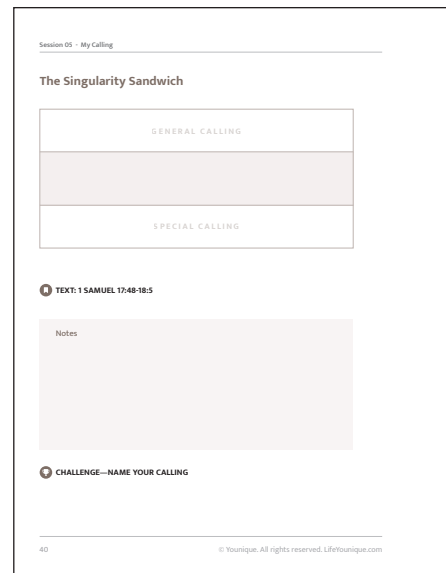 Session 05 · My Calling
The Singularity Sandwich
GENERAL CALLING
SPECIAL CALLING
TEXT: 1 SAMUEL 17:48-18:5
Notes
CHALLENGE—NAME YOUR CALLING
40
© Younique. All rights reserved. LifeYounique.com